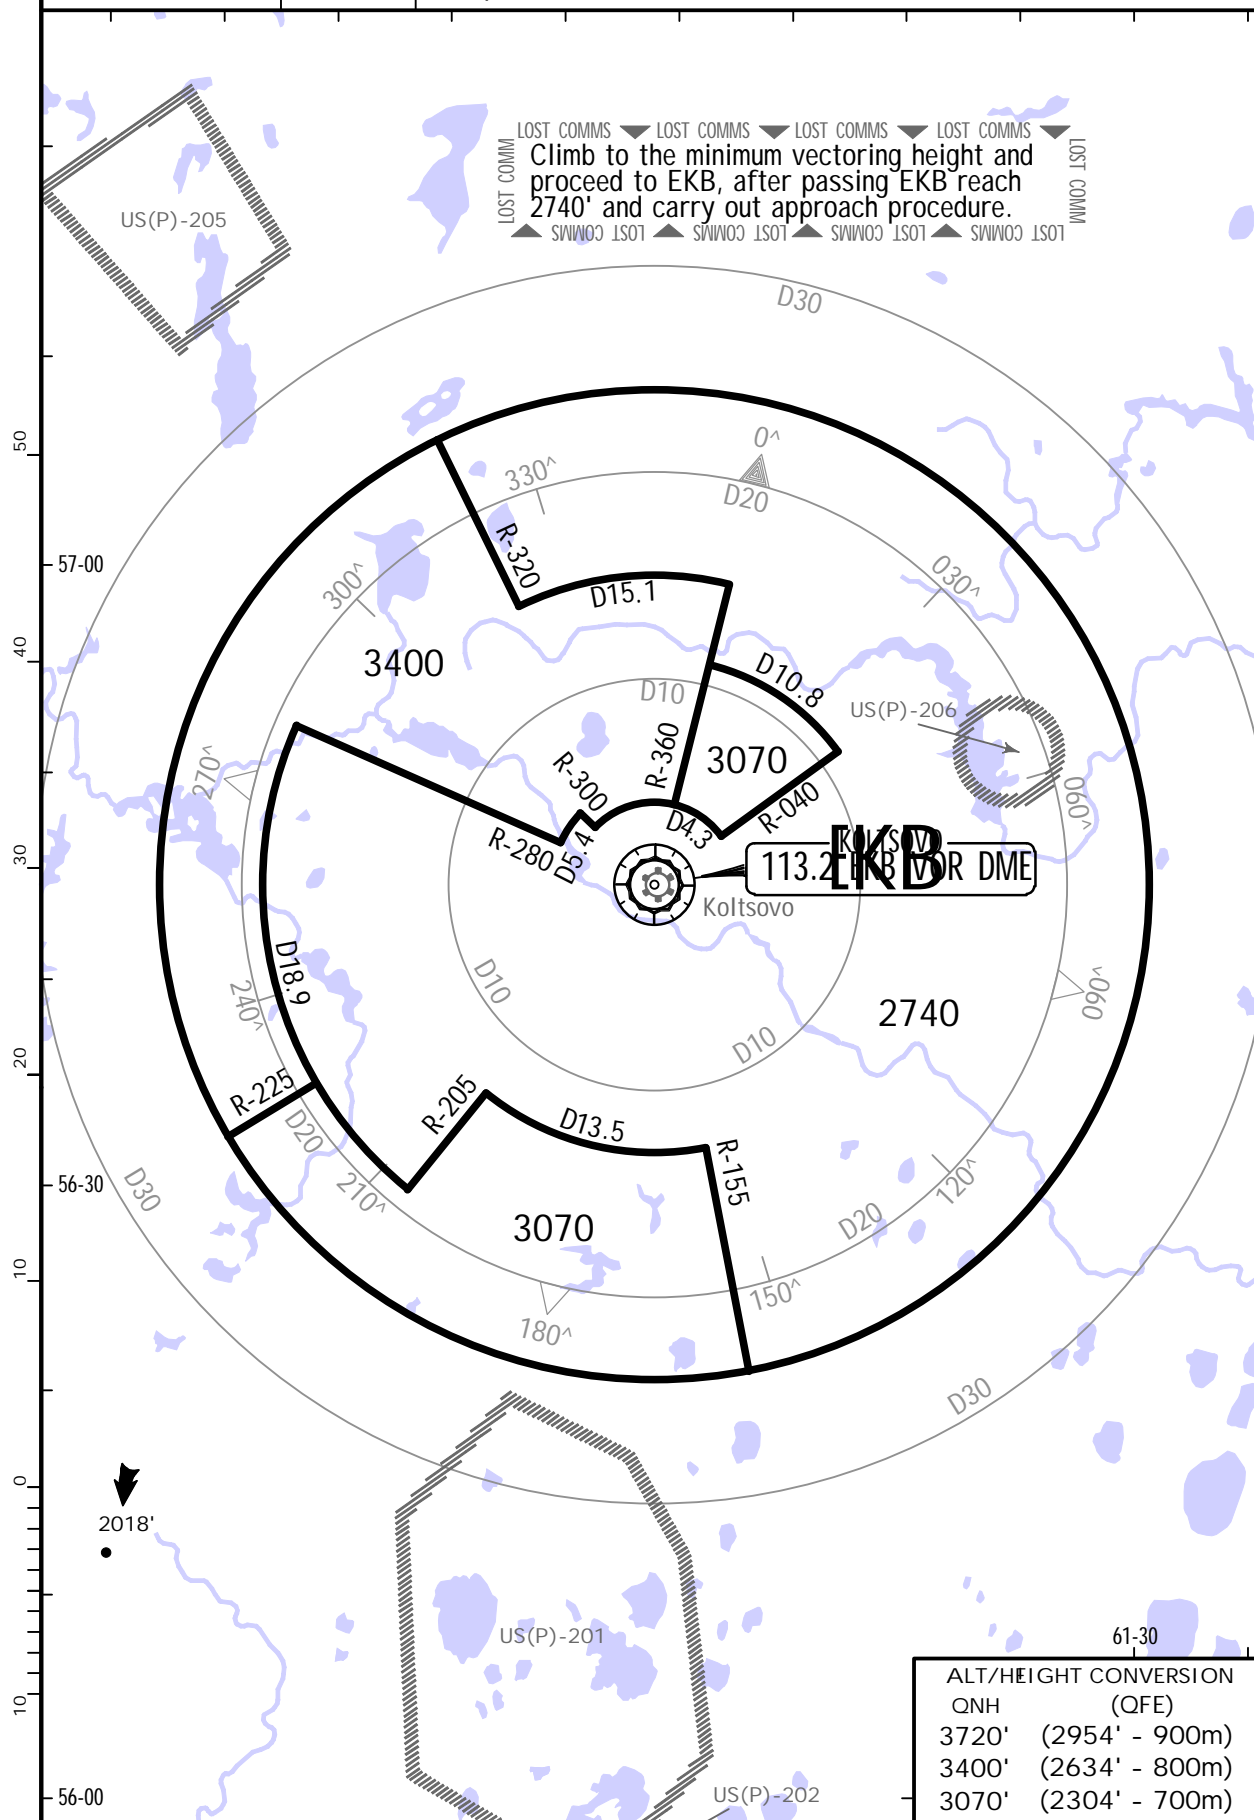 LOST COMMS LOST COMMS LOST COMMS LOST COMMS
LOST COMM
Climb to the minimum vectoring height and
proceed to EKB, after passing EKB reach
2740' and carry out approach procedure.
LOST COMM
LOST COMMS LOST COMMS LOST COMMS LOST COMMS
US(P)-205
D30
50
0^
330^
D20
R-320
57-00
030^
300^
D15.1
40
3400
D10
D10.8
US(P)-206
270^
R-360
3070
R-300
060^
R-040
D4.3
30
R-280
D5.4
KOLTSOVO
EKB
113.2 EKB VOR DME
Koltsovo
D18.9
D10
240^
090^
2740
D10
20
R-225
R-205
D13.5
D20
R-155
56-30
D30
210^
120^
3070
D20
10
150^
180^
D30
0
2018'
US(P)-201
61-30
10
ALT/HEIGHT CONVERSION
QNH (QFE)
3720' (2954' - 900m)
3400' (2634' - 800m)
3070' (2304' - 700m)
US(P)-202
56-00